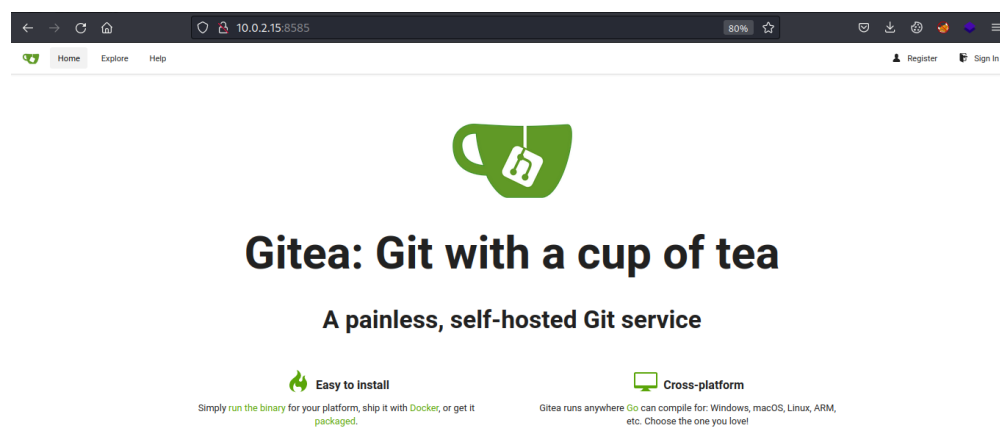 10.0.2.15:8585
80%
Home Explore Help Register Sign In
Gitea: Git with a cup of tea
A painless, self-hosted Git service
Easy to install
Simply run the binary for your platform, ship it with Docker, or get it
packaged.
Cross-platform
Gitea runs anywhere Go can compile for: Windows, macOS, Linux, ARM,
etc. Choose the one you love!